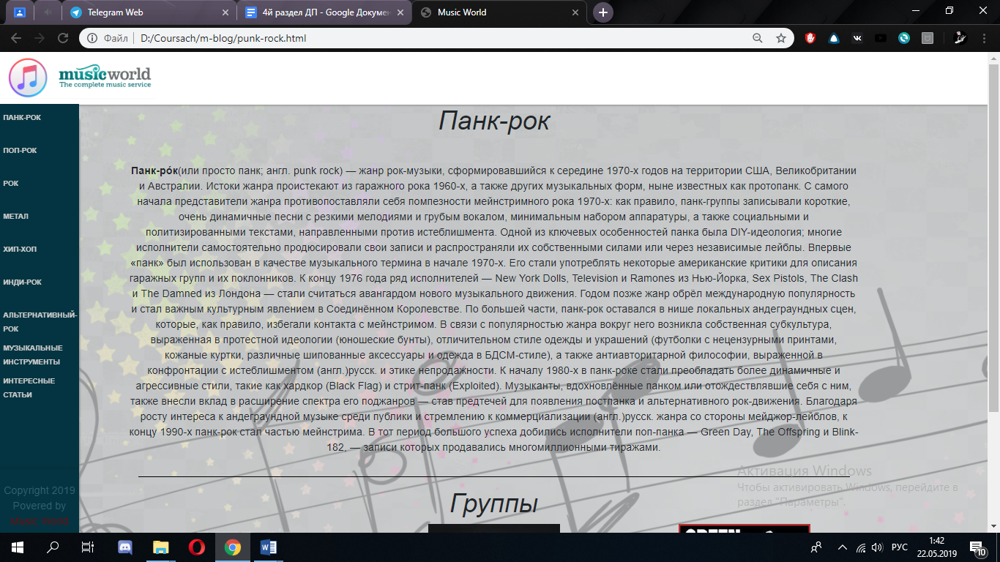 Telegram Web
4й раздел ДП - Google Докумен
Music World
Файл
D:/Coursach/m-blog/punk-rock.html
musicworld
The complete music service
ПАНК-РОК
ПОП-РОК
РОК
МЕТАЛ
ХИП-ХОП
ИНДИ-РОК
АЛЬТЕРНАТИВНЫЙ-
РОК
МУЗЫКАЛЬНЫЕ
ИНСТРУМЕНТЫ
ИНТЕРЕСНЫЕ
СТАТЬИ
Copyright 2019
Povered by
Music World
Панк-рок
Панк-ро́к(или просто панк; англ. punk rock) — жанр рок-музыки, сформировавшийся к середине 1970-х годов на территории США, Великобритании
и Австралии. Истоки жанра проистекают из гаражного рока 1960-х, а также других музыкальных форм, ныне известных как протопанк. С самого
начала представители жанра противопоставляли себя помпезности мейнстримного рока 1970-х: как правило, панк-группы записывали короткие,
очень динамичные песни с резкими мелодиями и грубым вокалом, минимальным набором аппаратуры, а также социальными и
политизированными текстами, направленными против истеблишмента. Одной из ключевых особенностей панка была DIY-идеология; многие
исполнители самостоятельно продюсировали свои записи и распространяли их собственными силами или через независимые лейблы. Впервые
«панк» был использован в качестве музыкального термина в начале 1970-х. Его стали употреблять некоторые американские критики для описания
гаражных групп и их поклонников. К концу 1976 года ряд исполнителей — New York Dolls, Television и Ramones из Нью-Йорка, Sex Pistols, The Clash
и The Damned из Лондона — стали считаться авангардом нового музыкального движения. Годом позже жанр обрёл международную популярность
и стал важным культурным явлением в Соединённом Королевстве. По большей части, панк-рок оставался в нише локальных андеграундных сцен,
которые, как правило, избегали контакта с мейнстримом. В связи с популярностью жанра вокруг него возникла собственная субкультура,
выраженная в протестной идеологии (юношеские бунты), отличительном стиле одежды и украшений (футболки с нецензурными принтами,
кожаные куртки, различные шипованные аксессуары и одежда в БДСМ-стиле), а также антиавторитарной философии, выраженной в
конфронтации с истеблишментом (англ.)русск. и этике непродажности. К началу 1980-х в панк-роке стали преобладать более динамичные и
агрессивные стили, такие как хардкор (Black Flag) и стрит-панк (Exploited). Музыканты, вдохновлённые панком или отождествлявшие себя с ним,
также внесли вклад в расширение спектра его поджанров — став предтечей для появления постпанка и альтернативного рок-движения. Благодаря
росту интереса к андеграундной музыке среди публики и стремлению к коммерциализации (англ.)русск. жанра со стороны мейджор-лейблов, к
концу 1990-х панк-рок стал частью мейнстрима. В тот период большого успеха добились исполнители поп-панка — Green Day, The Offspring и Blink-
182, — записи которых продавались многомиллионными тиражами.
Группы
GREEN
Активация Windows
Чтобы активировать Windows, перейдите в
раздел "Параметры".
РУС
1:42
22.05.2019
10